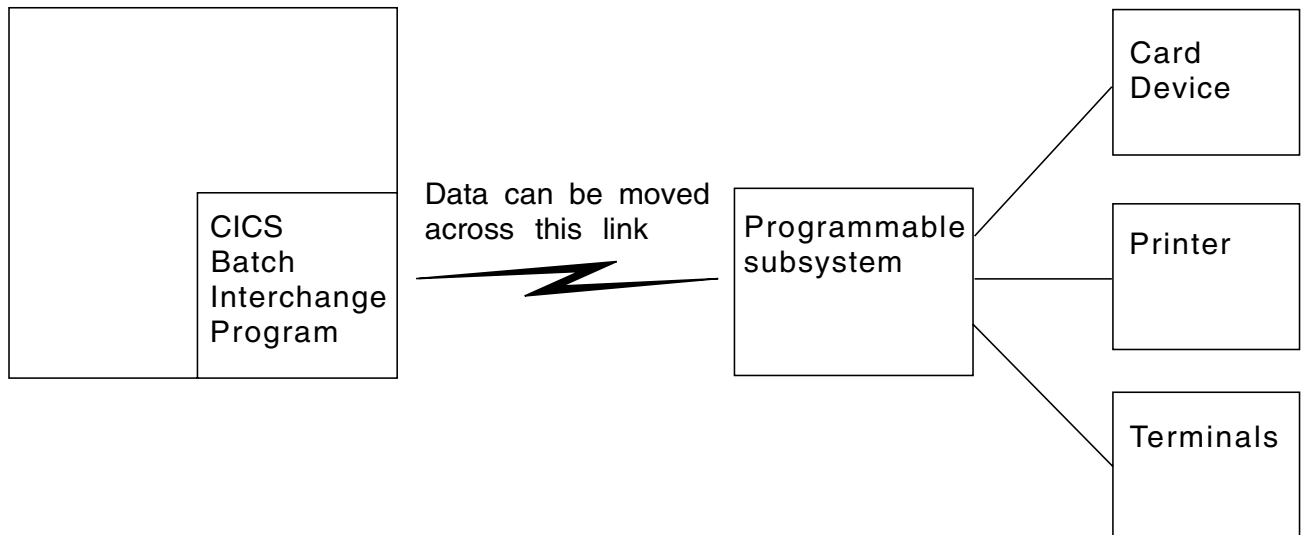 CICS
Batch
Interchange
Program
Data can be moved
across this link
Programmable
subsystem
Card
Device
Printer
Terminals